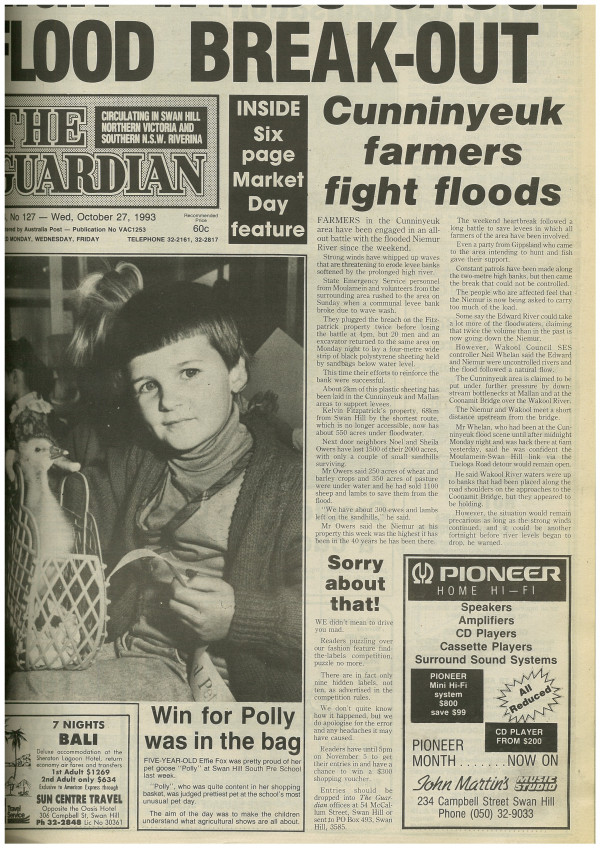 FLOOD BREAK-OUT
THE
GUARDIAN
CIRCULATING IN SWAN HILL
NORTHERN VICTORIA AND
SOUTHERN N.S.W. RIVERINA
No 127 — Wed, October 27, 1993
Recommended
Price
60c
by Australia Post — Publication No VAC1253
MONDAY, WEDNESDAY, FRIDAY
TELEPHONE 32-2161, 32-2817
INSIDE
Six
page
Market
Day
feature
Cunninyeuk
farmers
fight floods
FARMERS in the Cunninyeuk
area have been engaged in an all-
out battle with the flooded Niemur
River since the weekend.
Strong winds have whipped up waves
that are threatening to erode levee banks
softened by the prolonged high river.
State Emergency Service personnel
from Moulamein and volunteers from the
surrounding area rushed to the area on
Sunday when a communal levee bank
broke due to wave wash.
They plugged the breach on the Fitz-
patrick property twice before losing
the battle at 4pm, but 20 men and an
excavator returned to the same area on
Monday night to lay a four-metre wide
strip of black polystyrene sheeting held
by sandbags below water level.
This time their efforts to reinforce the
bank were successful.
About 2km of this plastic sheeting has
been laid in the Cunninyeuk and Mallan
areas to support levees.
Kelvin Fitzpatrick's property, 68km
from Swan Hill by the shortest route,
which is no longer accessible, now has
about 550 acres under floodwater.
Next door neighbors Noel and Sheila
Owers have lost 1500 of their 2000 acres,
with only a couple of small sandhills
surviving.
Mr Owers said 250 acres of wheat and
barley crops and 350 acres of pasture
were under water and he had sold 1100
sheep and lambs to save them from the
flood.
"We have about 300 ewes and lambs
left on the sandhills," he said.
Mr Owers said the Niemur at his
property this week was the highest it has
been in the 40 years he has been there.
The weekend heartbreak followed a
long battle to save levees in which all
farmers of the area have been involved.
Even a party from Gippsland who came
to the area intending to hunt and fish
gave their support.
Constant patrols have been made along
the two-metre high banks, but then came
the break that could not be controlled.
The people who are affected feel that
the Niemur is now being asked to carry
too much of the load.
Some say the Edward River could take
a lot more of the floodwaters, claiming
that twice the volume than in the past is
now going down the Niemur.
However, Wakool Council SES
controller Neil Whelan said the Edward
and Niemur were uncontrolled rivers and
the flood followed a natural flow.
The Cunninyeuk area is claimed to be
put under further pressure by down-
stream bottlenecks at Mallan and at the
Coonamit Bridge over the Wakool River.
The Niemur and Wakool meet a short
distance upstream from the bridge.
Mr Whelan, who had been at the Cun-
ninyeuk flood scene until after midnight
Monday night and was back there at 6am
yesterday, said he was confident the
Moulamein-Swan Hill link via the
Tueloga Road detour would remain open.
He said Wakool River waters were up
to banks that had been placed along the
road shoulders on the approaches to the
Coonamit Bridge, but they appeared to
be holding.
However, the situation would remain
precarious as long as the strong winds
continued, and it could be another
fortnight before river levels began to
drop, he warned.
Sorry
about
that!
WE didn't mean to drive
you mad.
Readers puzzling over
our fashion feature find-
the-labels competition,
puzzle no more.
There are in fact only
nine hidden labels, not
ten, as advertised in the
competition rules.
We don't quite know
how it happened, but we
do apologise for the error
and any headaches it may
have caused.
Readers have until 5pm
on November 5 to get
their entries in and have a
chance to win a $300
shopping voucher.
Entries should be
dropped into The Guar-
dian offices at 54 McCal-
lum Street, Swan Hill or
sent to PO Box 493, Swan
Hill, 3585.
PIONEER
HOME HI-FI
Speakers
Amplifiers
CD Players
Cassette Players
Surround Sound Systems
PIONEER
Mini Hi-Fi
system
$800
save $99
All
Reduced
CD PLAYER
FROM $200
PIONEER
MONTH.......NOW ON
John Martin's MUSIC STUDIO
234 Campbell Street Swan Hill
Phone (050) 32-9033
7 NIGHTS
BALI
Deluxe accommodation at the
Sheraton Lagoon Hotel, return
economy air fares and transfers
1st Adult $1269
2nd Adult only $634
Exclusive to American Express through
SUN CENTRE TRAVEL
Opposite the Oasis Hotel
306 Campbell St, Swan Hill
Ph 32-2848 Lic No 30361
Win for Polly
was in the bag
FIVE-YEAR-OLD Effie Fox was pretty proud of her
pet goose "Polly" at Swan Hill South Pre School
last week.
"Polly", who was quite content in her shopping
basket, was judged prettiest pet at the school's most
unusual pet day.
The aim of the day was to make the children
understand what agricultural shows are all about.